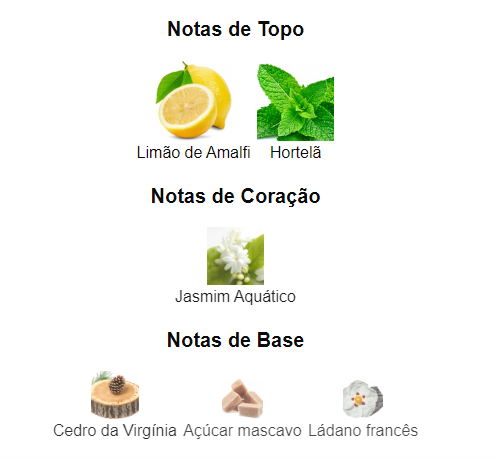 Notas de Topo
Limão de Amalfi Hortelã
Notas de Coração
Jasmim Aquático
Notas de Base
Cedro da Virgínia Açúcar mascavo Ládano francês